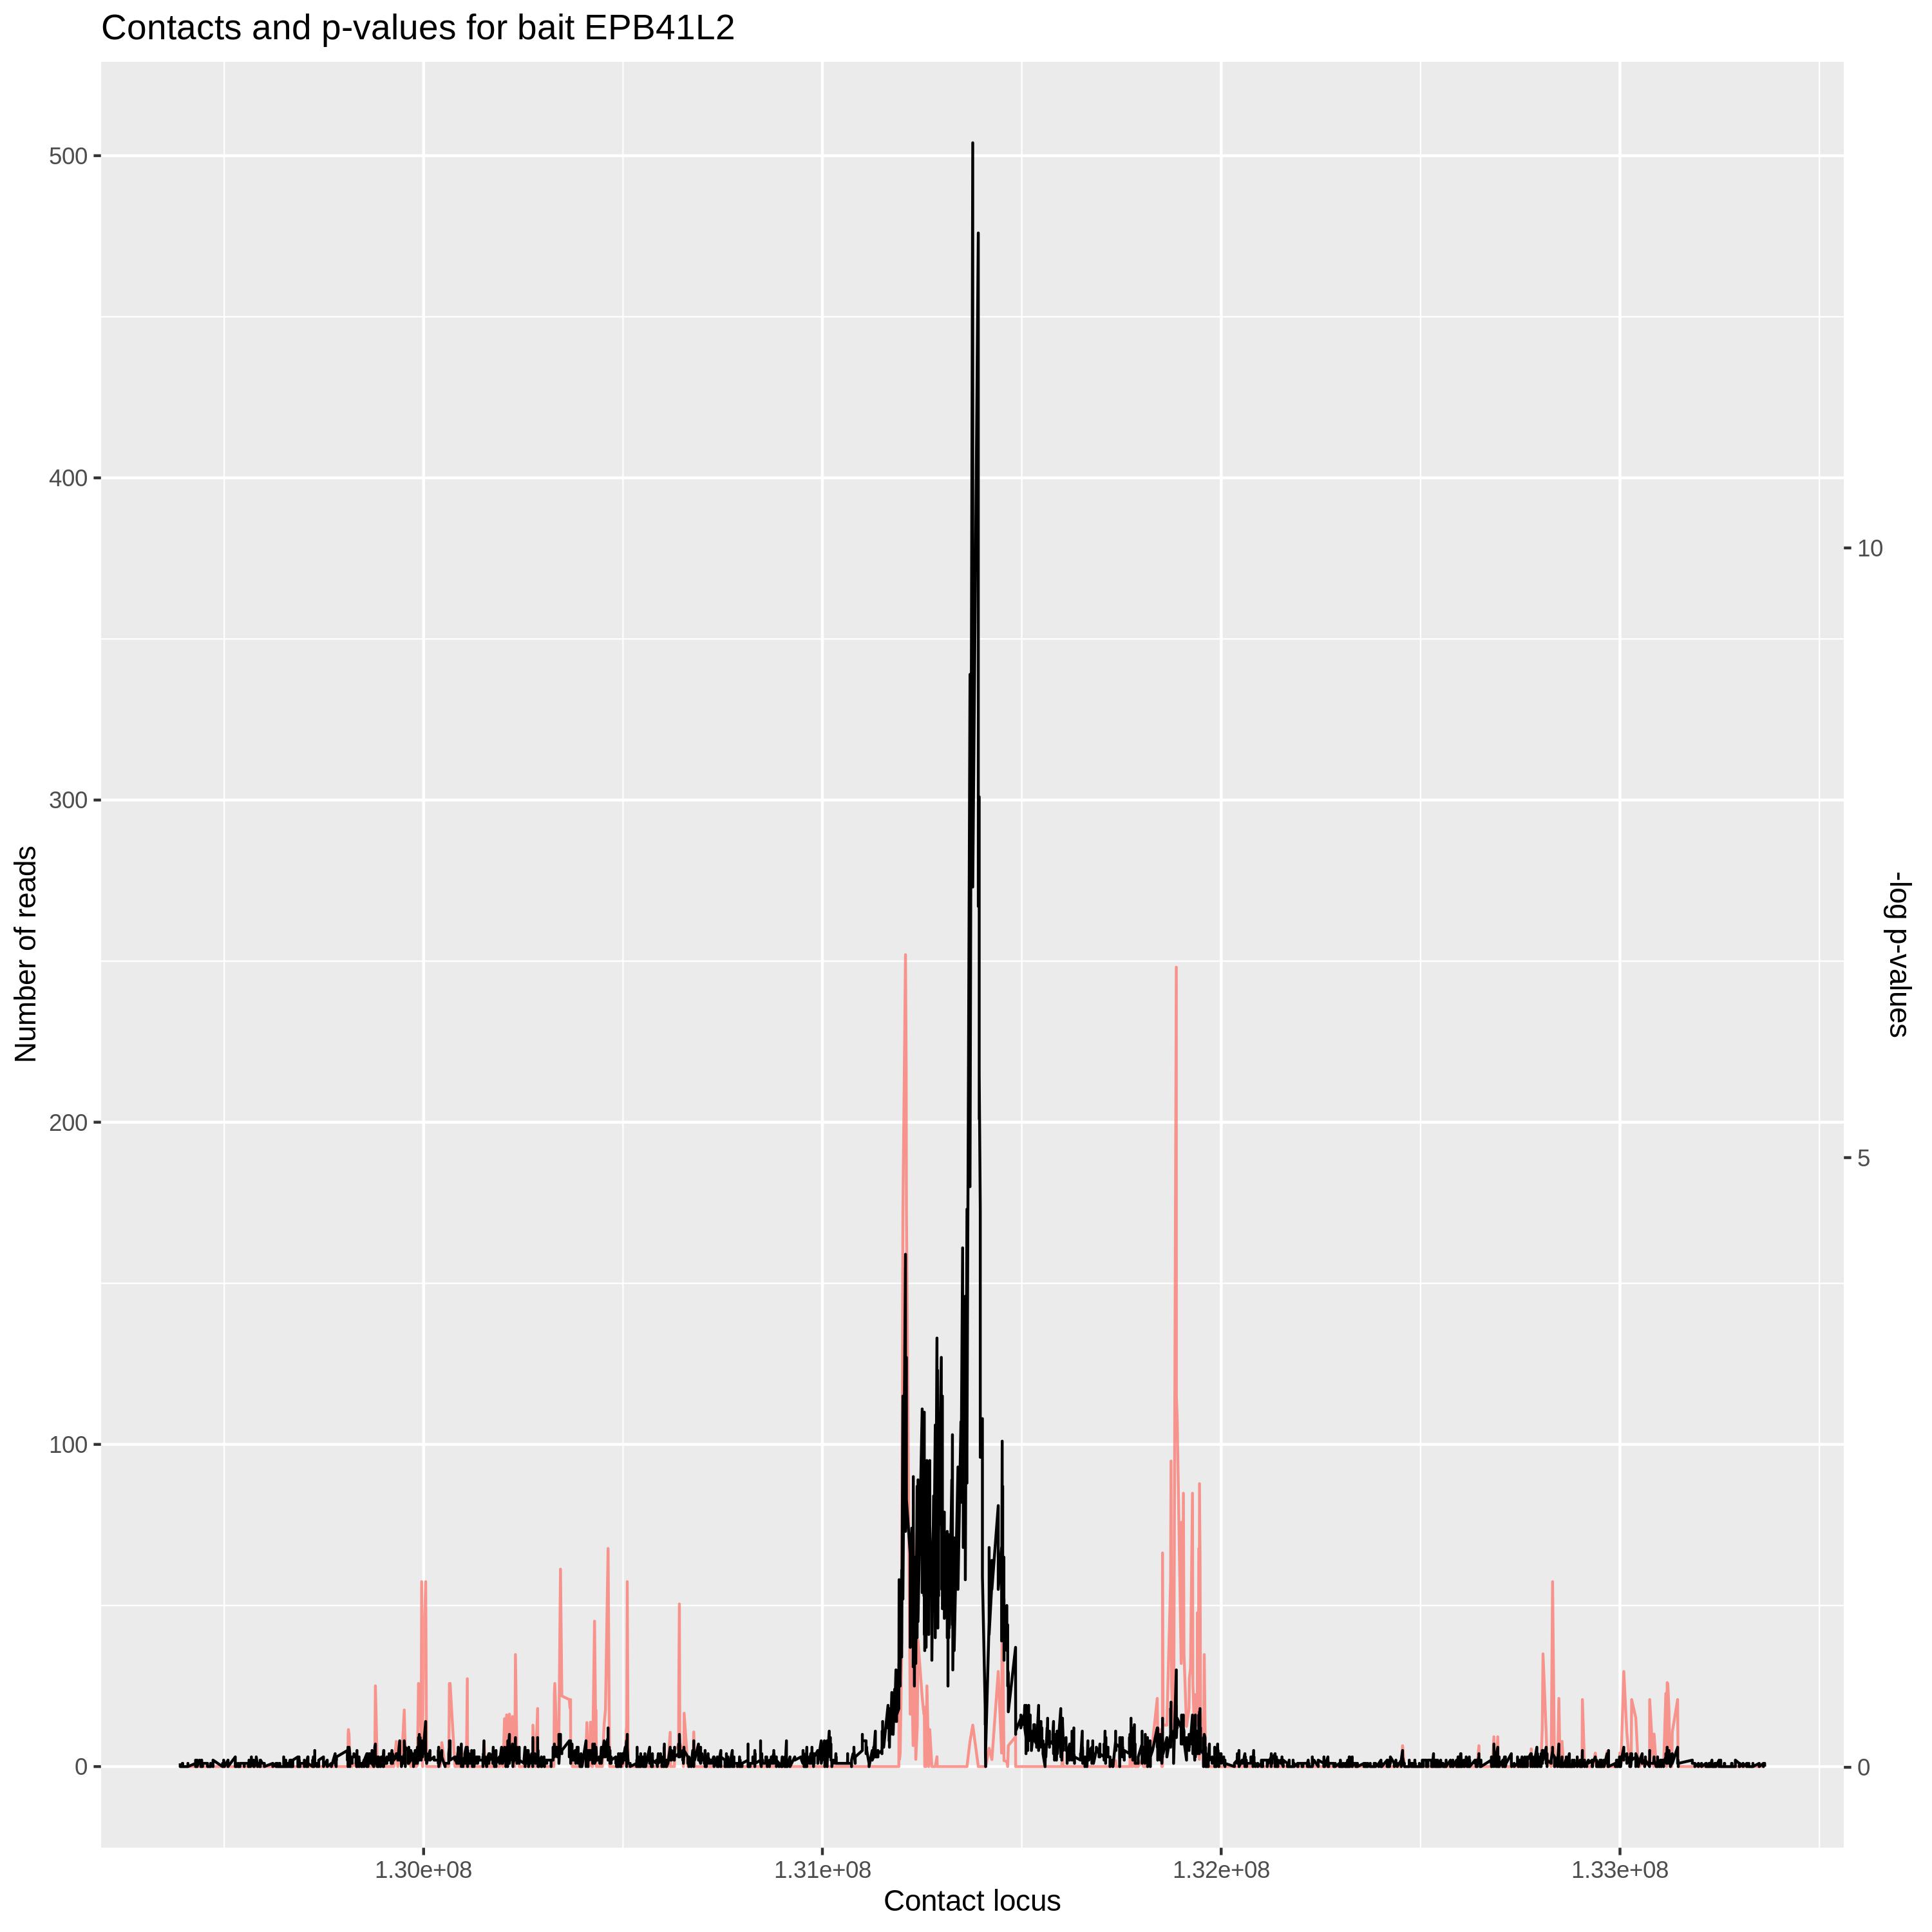 Contacts and p-values for bait EPB41L2
500
400
300
200
100
0
Number of reads
10
5
0
-log p-values
1.30e+08
1.31e+08
1.32e+08
1.33e+08
Contact locus